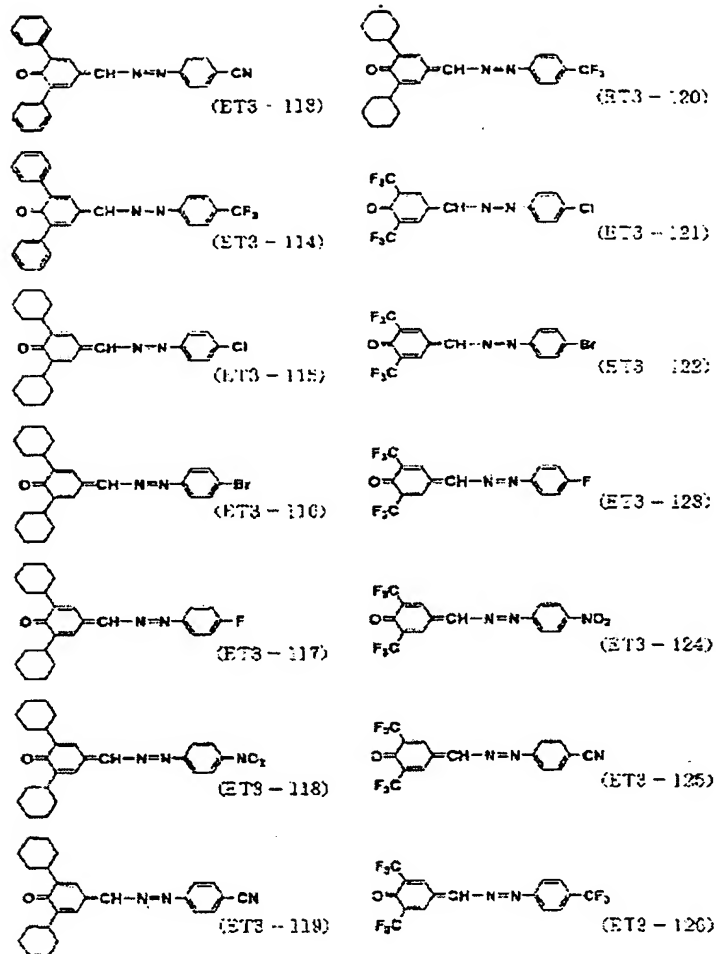 O CH—N=N CN
(ET3-113)
O CH—N=N CF₃
(ET3-114)
O CH—N=N Cl
(ET3-115)
O CH—N=N Br
(ET3-116)
O CH—N=N F
(ET3-117)
O CH—N=N NO₂
(ET3-118)
O CH—N=N CN
(ET3-119)
O CH—N=N CF₃
(ET3-120)
F₃C
O CH—N=N Cl
F₃C
(ET3-121)
F₃C
O CH—N=N Br
F₃C
(ET3-122)
F₃C
O CH—N=N F
F₃C
(ET3-123)
F₃C
O CH—N=N NO₂
F₃C
(ET3-124)
F₃C
O CH—N=N CN
F₃C
(ET3-125)
F₃C
O CH—N=N CF₃
F₃C
(ET3-126)